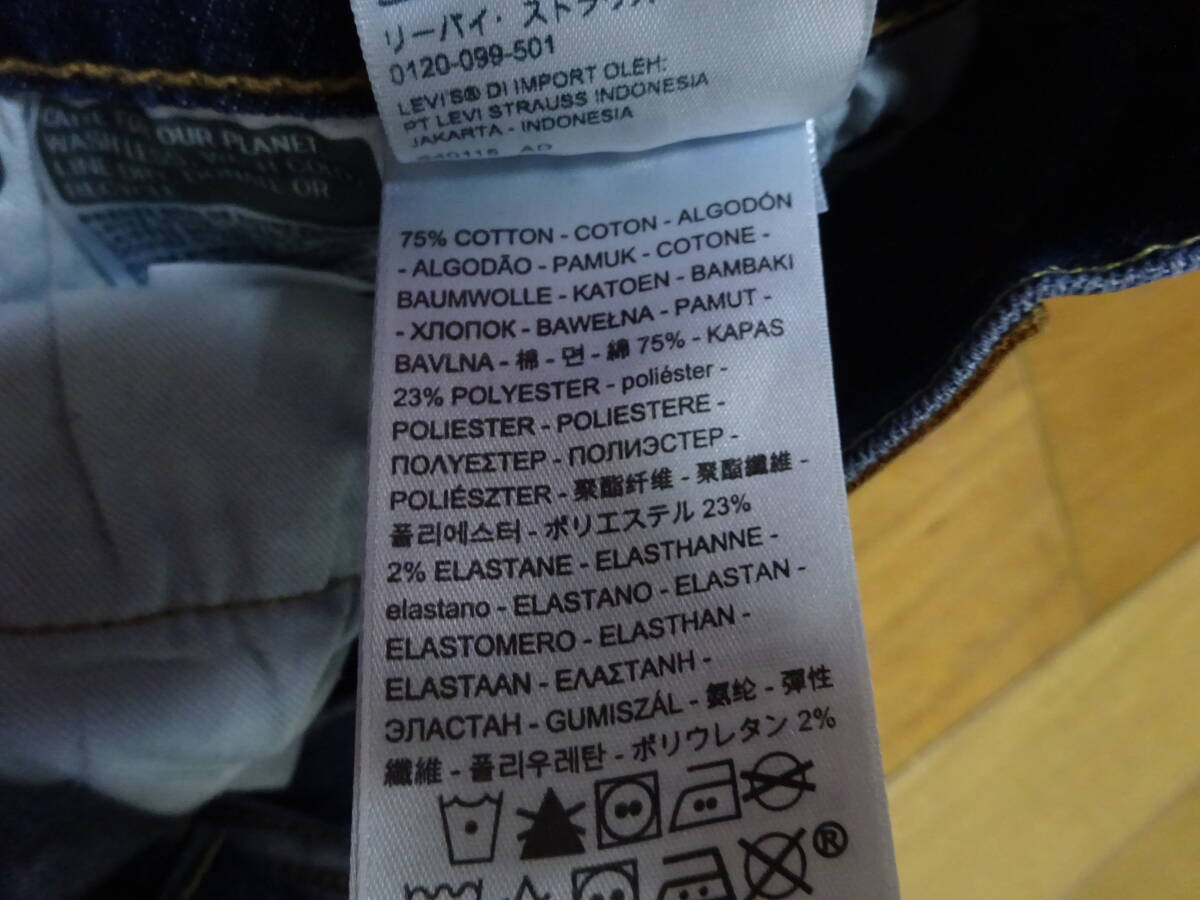 リーバイ・ストラウス
0120-099-501
LEVI'S® DI IMPORT OLEH:
PT LEVI STRAUSS INDONESIA
JAKARTA - INDONESIA
OUR PLANET
WASH LESS,
LINE DRY, DONATE OR
RECYCLE
75% COTTON - COTON - ALGODÓN
- ALGODÃO - PAMUK - COTONE -
BAUMWOLLE - KATOEN - BAMBAKI
- ХЛОПОК - BAWEŁNA - PAMUT -
BAVLNA - 棉 - 면 - 綿 75% - KAPAS
23% POLYESTER - poliéster -
POLIESTER - POLIESTERE -
ΠΟΛΥΕΣΤΕΡ - ПОЛИЭСТЕР -
POLIÉSZTER - 聚酯纤维 - 聚酯纖維 -
폴리에스터 - ポリエステル 23%
2% ELASTANE - ELASTHANNE -
elastano - ELASTANO - ELASTAN -
ELASTOMERO - ELASTHAN -
ELASTAAN - ΕΛΑΣΤΑΝΗ -
ЭЛАСТАН - GUMISZÁL - 氨纶 - 彈性
纖維 - 폴리우레탄 - ポリウレタン 2%
®